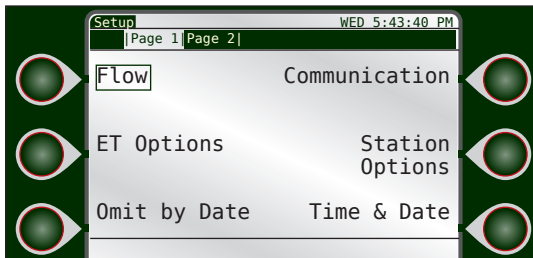 Setup WED 5:43:40 PM
|Page 1|Page 2|
Flow Communication
ET Options Station
Options
Omit by Date Time & Date